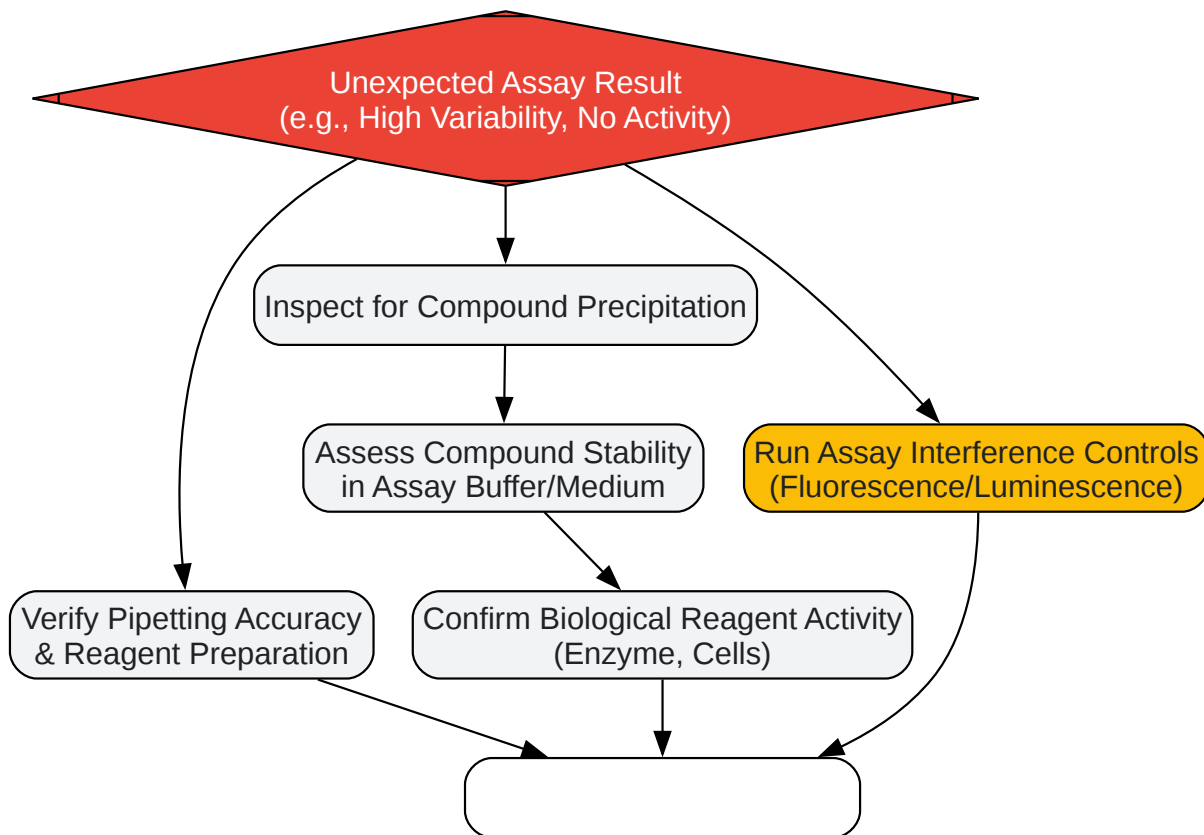 Unexpected Assay Result
(e.g., High Variability, No Activity)
Inspect for Compound Precipitation
Assess Compound Stability
in Assay Buffer/Medium
Run Assay Interference Controls
(Fluorescence/Luminescence)
Verify Pipetting Accuracy
& Reagent Preparation
Confirm Biological Reagent Activity
(Enzyme, Cells)